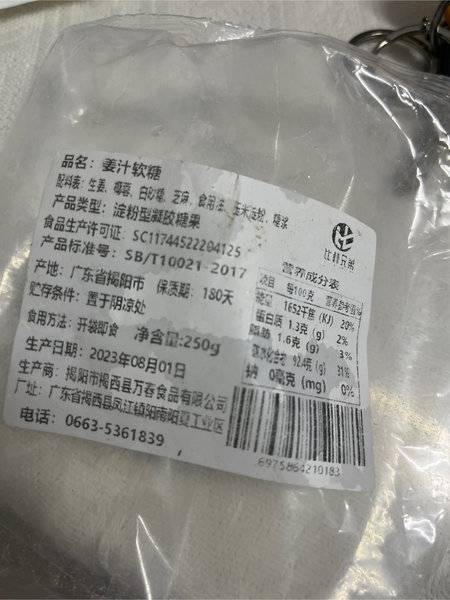 品名：姜汁软糖
配料表：生姜、椰蓉、白砂糖、芝麻、食用油、玉米淀粉、糖浆
产品类型：淀粉型凝胶糖果
食品生产许可证：SC11744522204125
产品标准号：SB/T10021-2017
产地：广东省揭阳市 保质期：180天
贮存条件：置于阴凉处
食用方法：开袋即食 净含量:250g
生产日期：2023年08月01日
生产商：揭阳市揭西县万春食品有限公司
厂址：广东省揭西县凤江镇阳南阳夏工业区
电话：0663-5361839
比邦兄弟
营养成分表
项目 每100克 营养参考值%
能量 1652千焦 (KJ) 20%
蛋白质 1.3克 (g) 2%
脂肪 1.6克 (g) 3%
碳水化合物 92.4克 (g) 31%
钠 0毫克 (mg) 0%
6975864210183